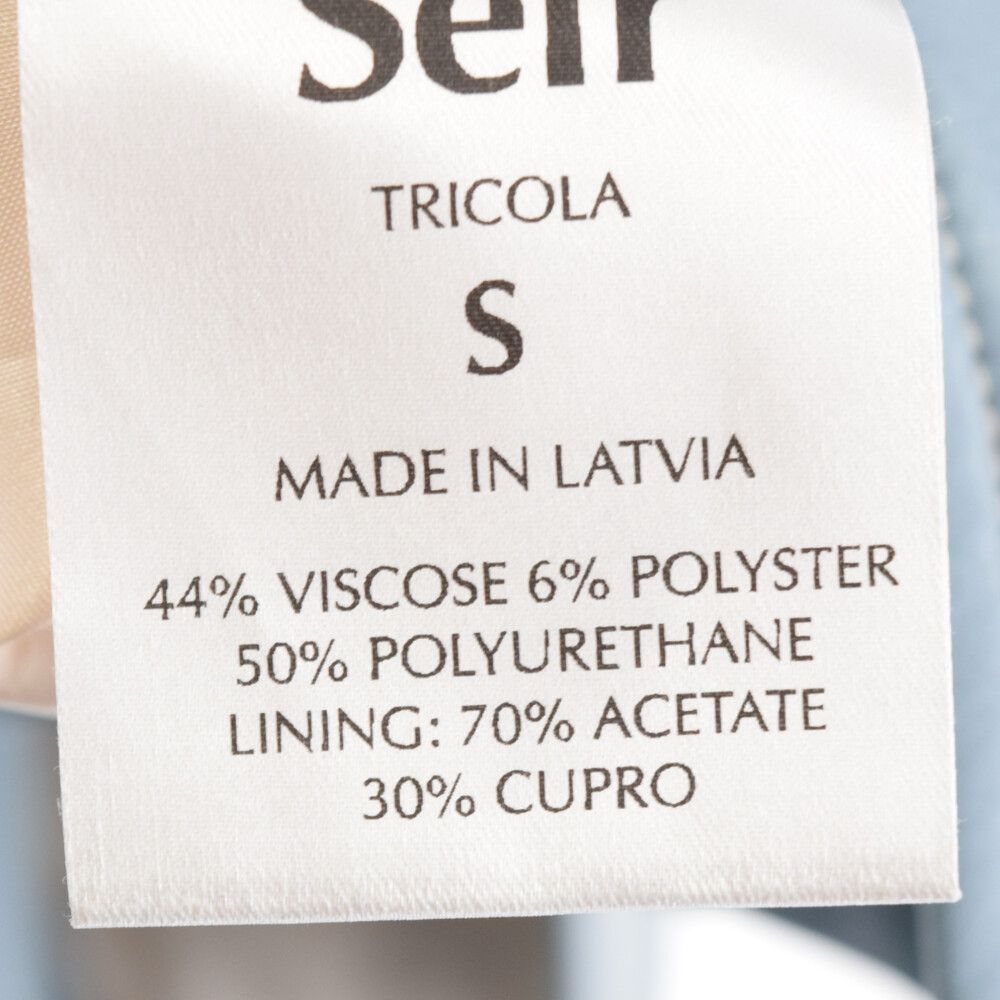 TRICOLA
S
MADE IN LATVIA
44% VISCOSE 6% POLYSTER
50% POLYURETHANE
LINING: 70% ACETATE
30% CUPRO